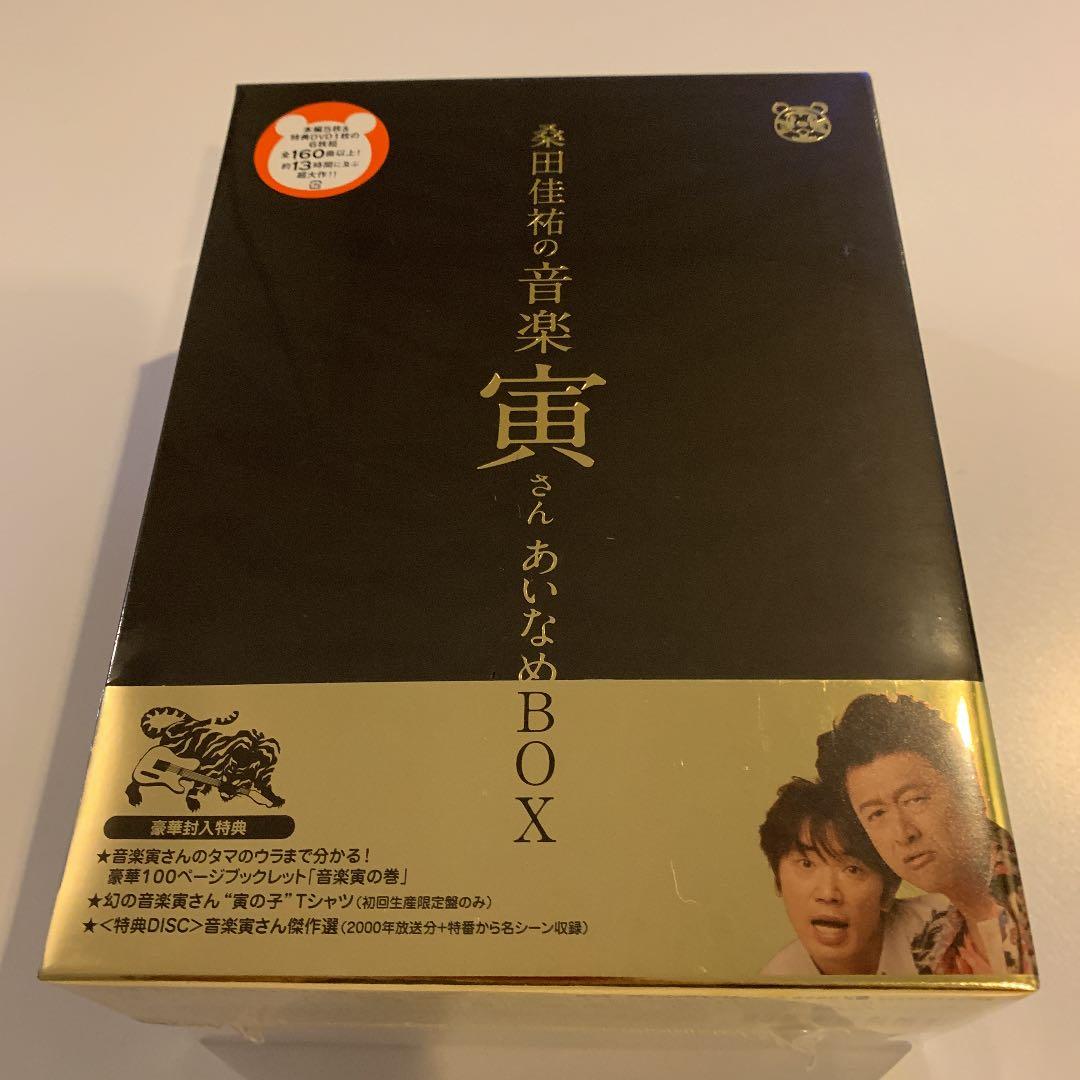 本編5枚&
特典DVD1枚の
6枚組
全160曲以上!
約13時間に及ぶ
超大作!!
桑田佳祐の音楽寅さん あいなめBOX
豪華封入特典
★音楽寅さんのタマのウラまで分かる!
豪華100ページブックレット「音楽寅の巻」
★幻の音楽寅さん“寅の子”Tシャツ(初回生産限定盤のみ)
★<特典DISC>音楽寅さん傑作選(2000年放送分+特番から名シーン収録)